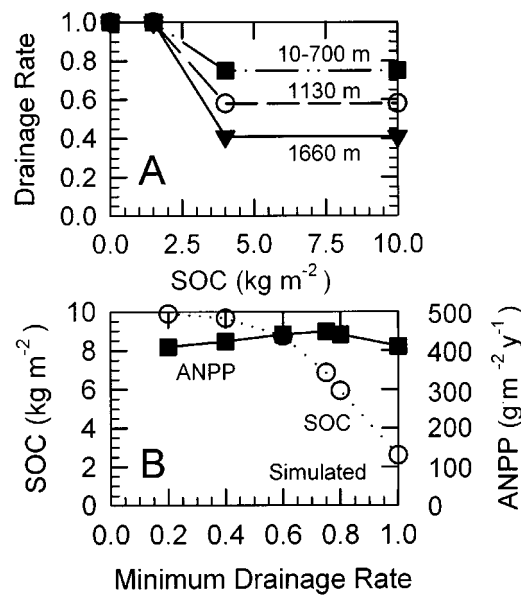 1.0
0.8
0.6
0.4
0.2
0.0
Drainage Rate
10-700 m
1130 m
1660 m
A
0.0 2.5 5.0 7.5 10.0
SOC (kg m-2)
10
8
6
4
2
0
SOC (kg m-2)
500
400
300
200
100
0
ANPP (g m-2 y-1)
ANPP
SOC
B
Simulated
0.0 0.2 0.4 0.6 0.8 1.0
Minimum Drainage Rate